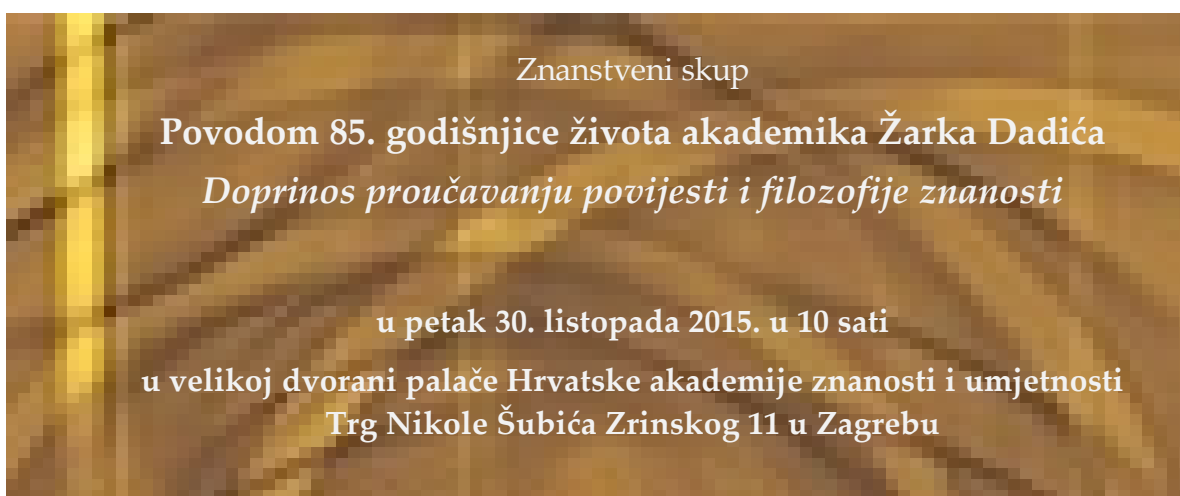 Znanstveni skup
Povodom 85. godišnjice života akademika Žarka Dadića
Doprinos proučavanju povijesti i filozofije znanosti
u petak 30. listopada 2015. u 10 sati
u velikoj dvorani palače Hrvatske akademije znanosti i umjetnosti
Trg Nikole Šubića Zrinskog 11 u Zagrebu